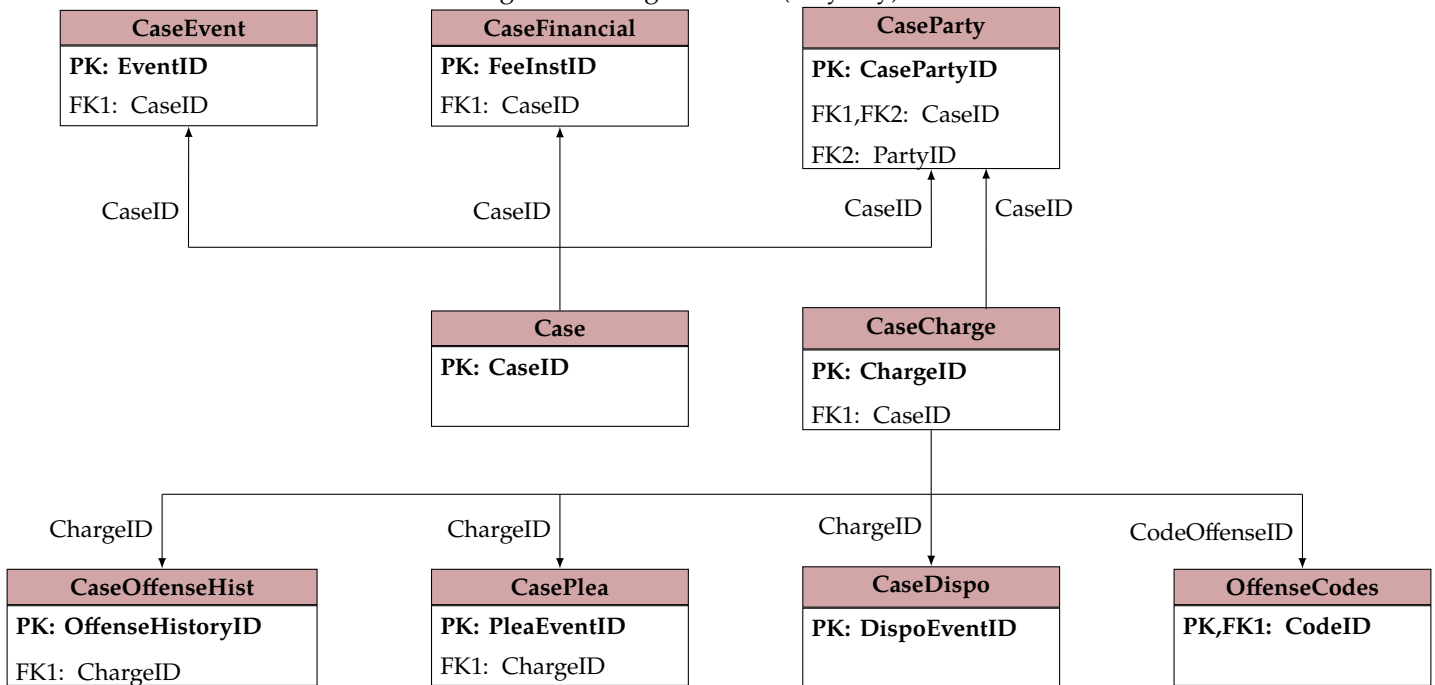 CaseEvent
PK: EventID
FK1: CaseID
CaseFinancial
PK: FeeInstID
FK1: CaseID
CaseParty
PK: CasePartyID
FK1,FK2: CaseID
FK2: PartyID
CaseID
CaseID
CaseID
CaseID
Case
PK: CaseID
CaseCharge
PK: ChargeID
FK1: CaseID
ChargeID
ChargeID
ChargeID
CodeOffenseID
CaseOffenseHist
PK: OffenseHistoryID
FK1: ChargeID
CasePlea
PK: PleaEventID
FK1: ChargeID
CaseDispo
PK: DispoEventID
OffenseCodes
PK,FK1: CodeID